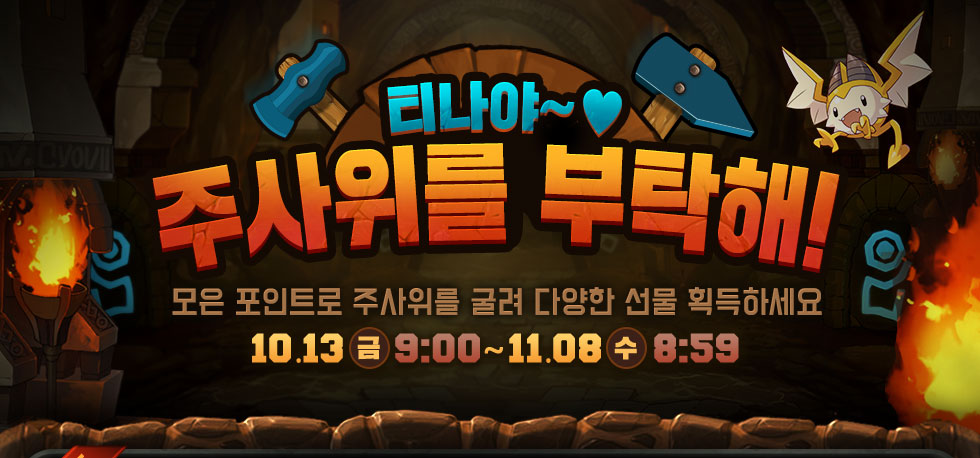 티나야~♥
주사위를 부탁해!
모은 포인트로 주사위를 굴려 다양한 선물 획득하세요
10.13 금 9:00~11.08 수 8:59